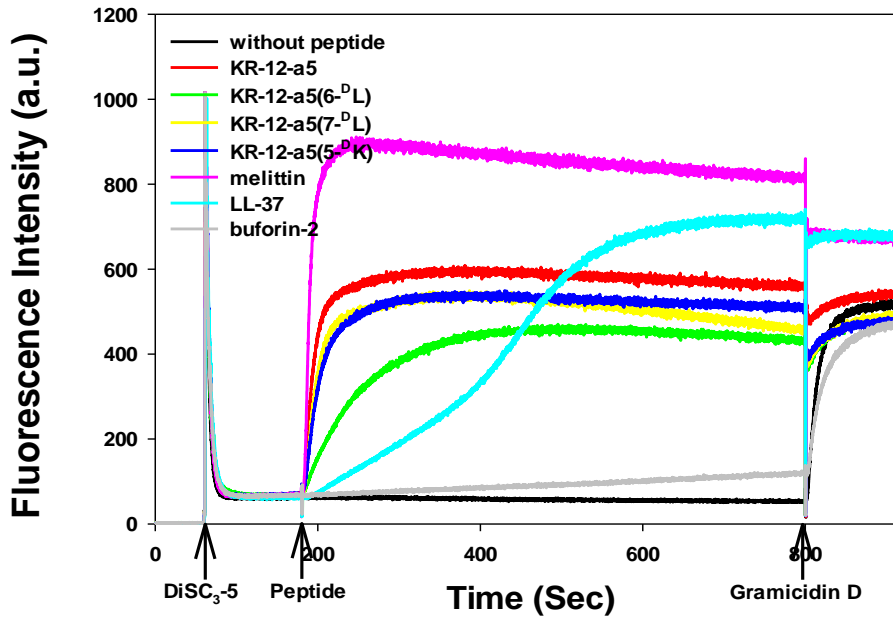 Fluorescence Intensity (a.u.)
1200
1000
800
600
400
200
0
without peptide
KR-12-a5
KR-12-a5(6-ᴰL)
KR-12-a5(7-ᴰL)
KR-12-a5(5-ᴰK)
melittin
LL-37
buforin-2
0
200
400
600
800
DiSC₃-5
Peptide
Time (Sec)
Gramicidin D